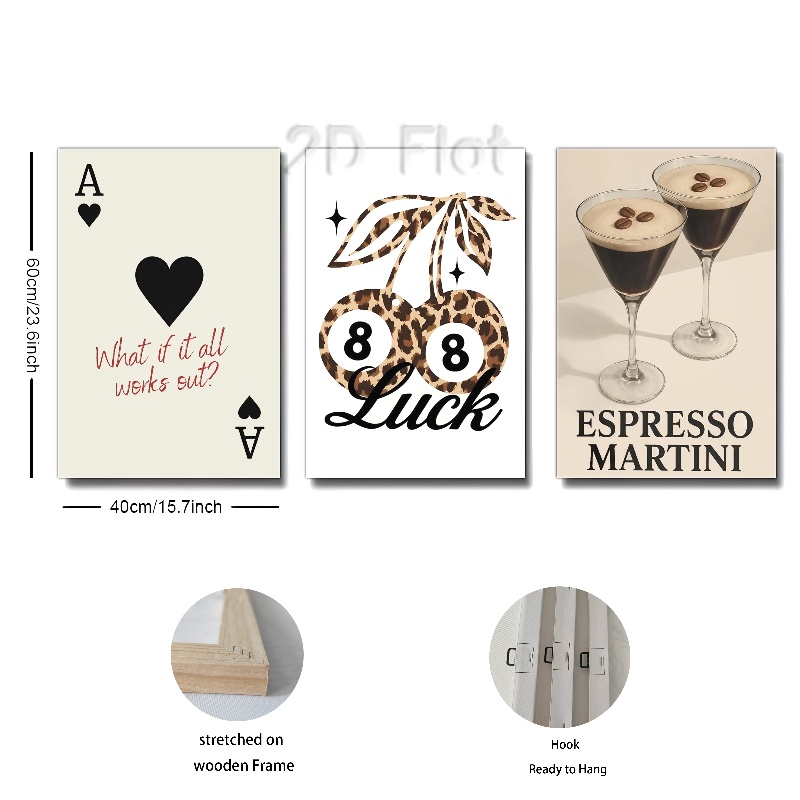 2D Flat
A
What if it all
works out?
A
8
8
Luck
ESPRESSO
MARTINI
60cm/23.6inch
40cm/15.7inch
stretched on
wooden Frame
Hook
Ready to Hang